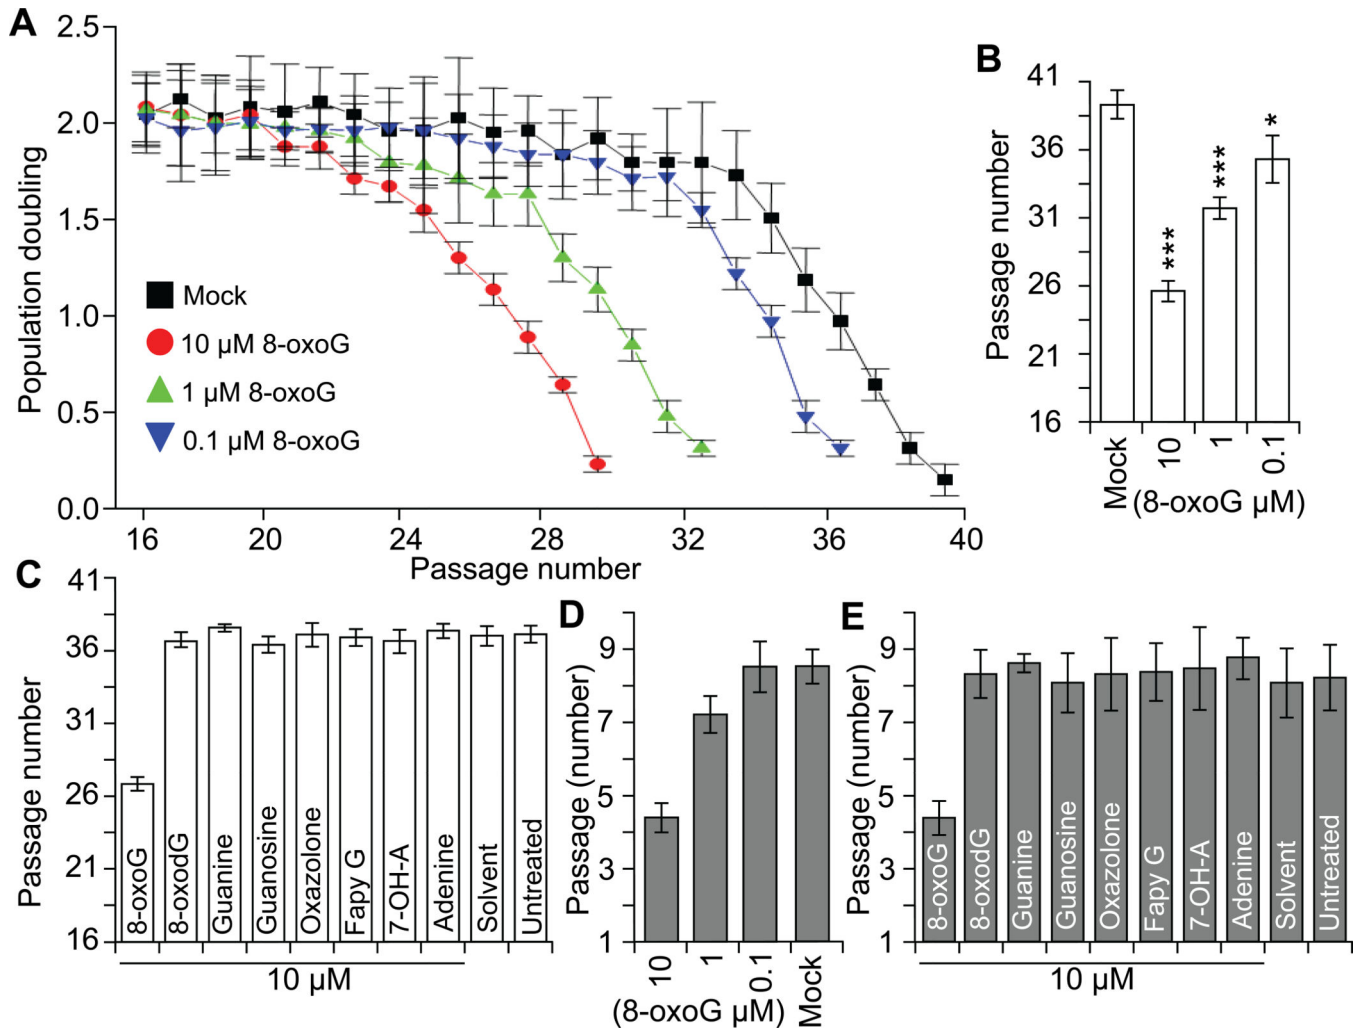 A
Population doubling
2.5
2.0
1.5
1.0
0.5
0.0
Mock
10 µM 8-oxoG
1 µM 8-oxoG
0.1 µM 8-oxoG
16 20 24 28 32 36 40
Passage number
B
Passage number
41
36
31
26
21
16
***
***
*
Mock 10 1 0.1
(8-oxoG µM)
C
Passage number
41
36
31
26
21
16
8-oxoG
8-oxodG
Guanine
Guanosine
Oxazolone
Fapy G
7-OH-A
Adenine
Solvent
Untreated
10 µM
D
Passage (number)
9
7
5
3
1
10 1 0.1 Mock
(8-oxoG µM)
E
Passage (number)
9
7
5
3
1
8-oxoG
8-oxodG
Guanine
Guanosine
Oxazolone
Fapy G
7-OH-A
Adenine
Solvent
Untreated
10 µM